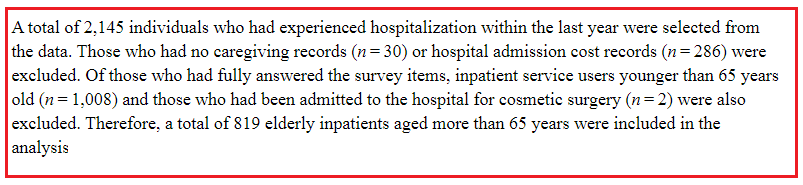 A total of 2,145 individuals who had experienced hospitalization within the last year were selected from
the data. Those who had no caregiving records (n = 30) or hospital admission cost records (n = 286) were
excluded. Of those who had fully answered the survey items, inpatient service users younger than 65 years
old (n = 1,008) and those who had been admitted to the hospital for cosmetic surgery (n = 2) were also
excluded. Therefore, a total of 819 elderly inpatients aged more than 65 years were included in the
analysis